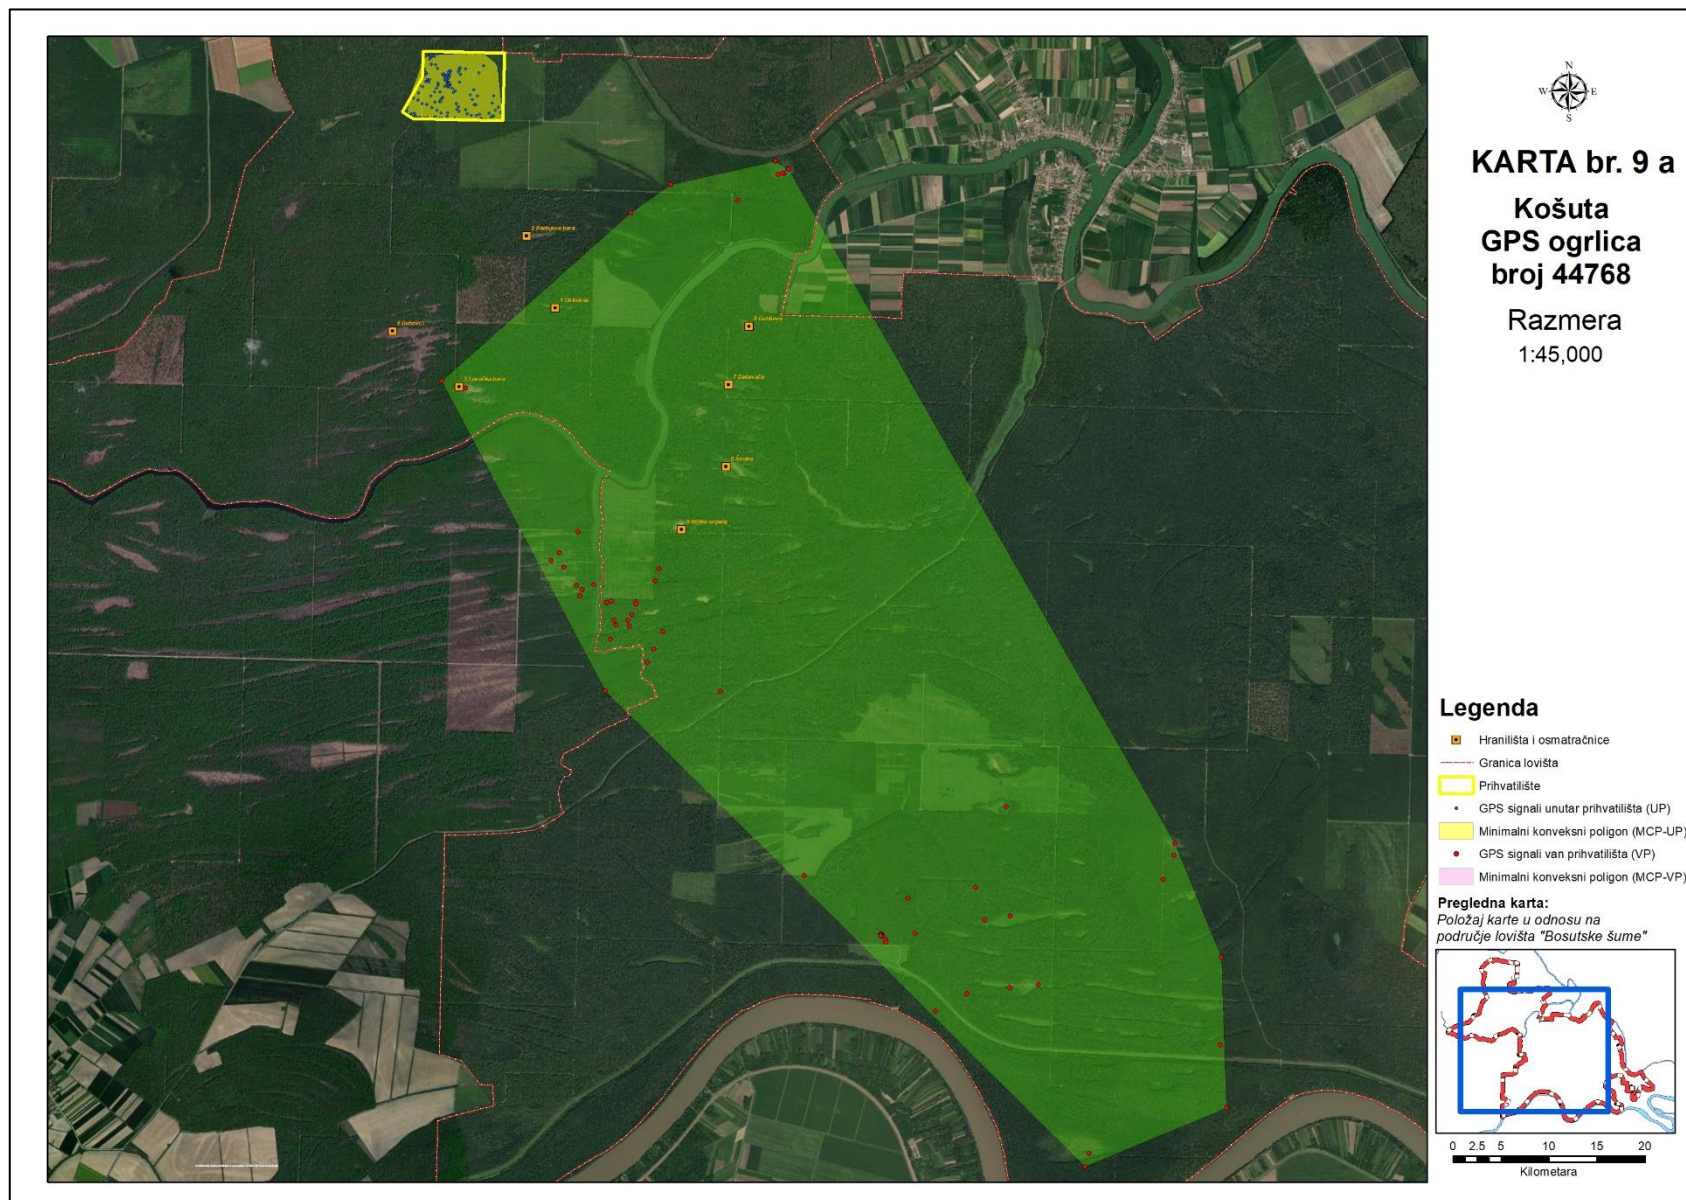 N
W E
S
KARTA br. 9 a
Košuta
GPS ogrlica
broj 44768
Razmera
1:45,000
Legenda
Hranilišta i osmatračnice
Granica lovišta
Prihvatilište
GPS signali unutar prihvatilišta (UP)
Minimalni konveksni poligon (MCP-UP)
GPS signali van prihvatilišta (VP)
Minimalni konveksni poligon (MCP-VP)
Pregledna karta:
Položaj karte u odnosu na
područje lovišta "Bosutske šume"
0 2.5 5 10 15 20
Kilometara